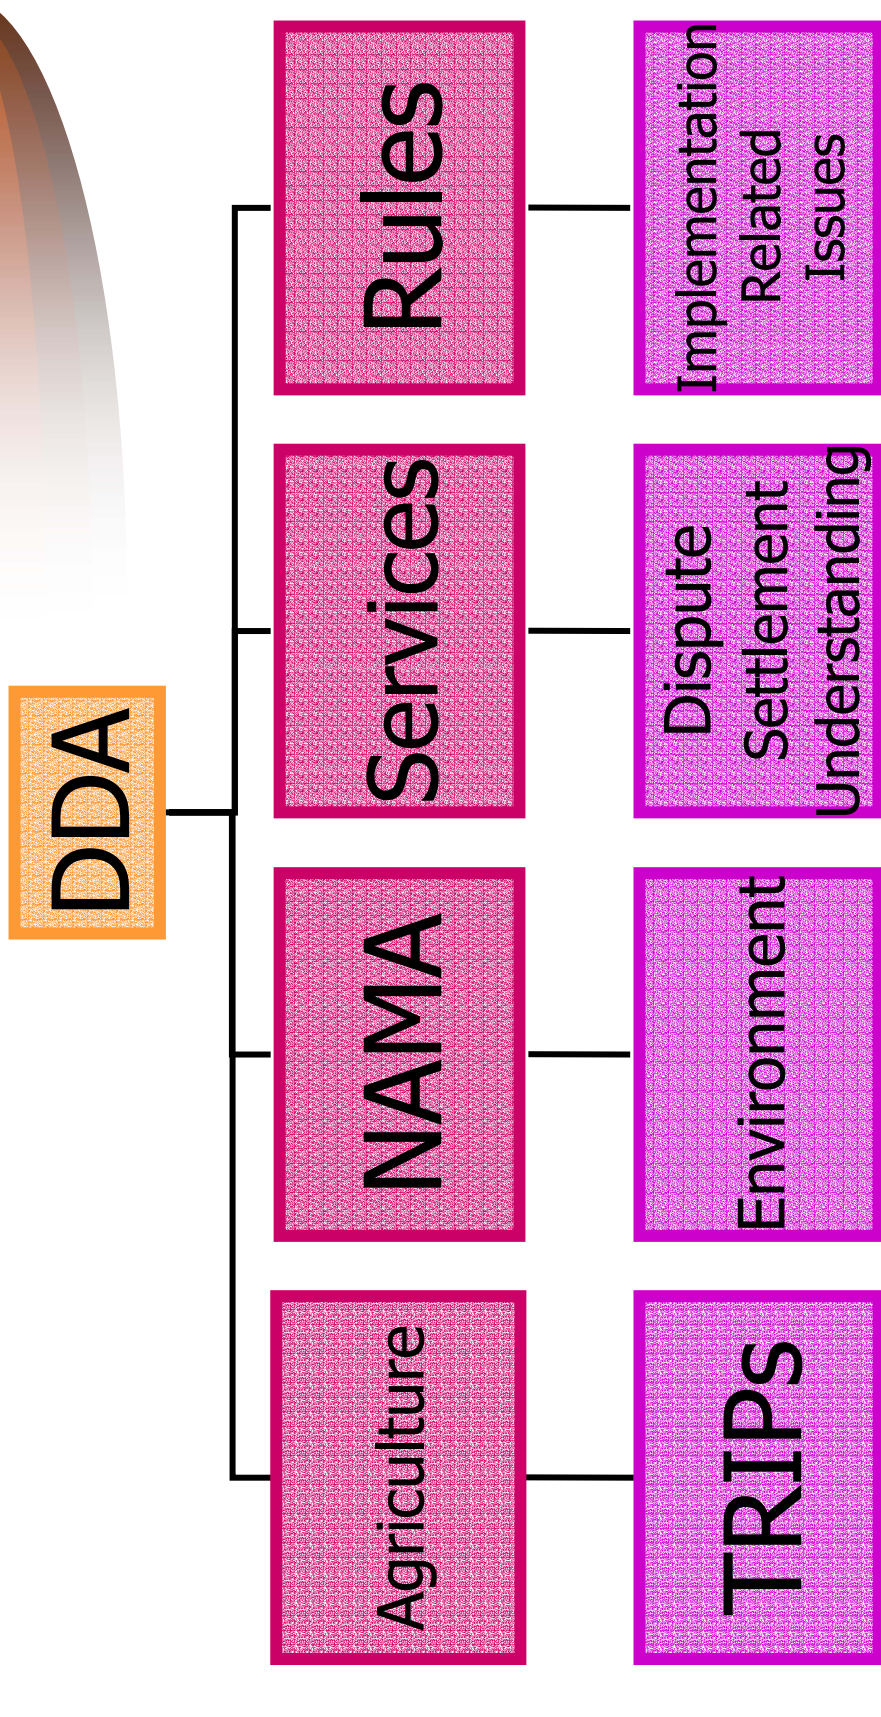 DDA
Agriculture
NAMA
Services
Rules
TRIPs
Environment
Dispute
Settlement
Understanding
Implementation
Related
Issues